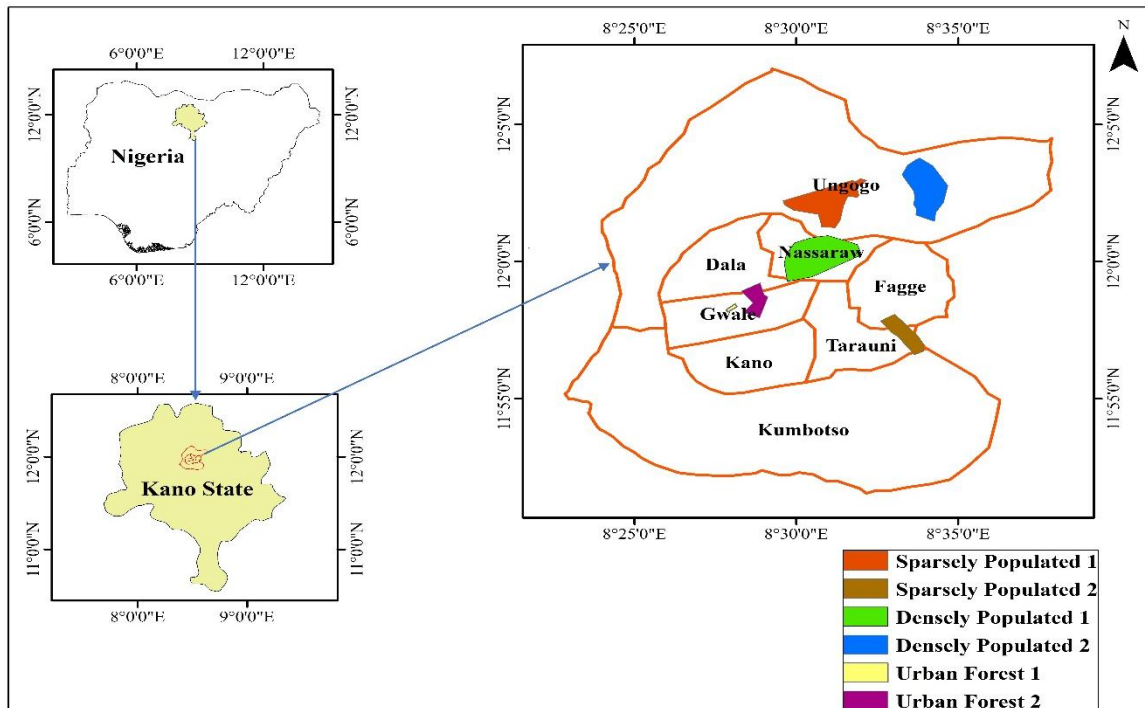 6°0'0"E 12°0'0"E
12°0'0"N 12°0'0"N
Nigeria
6°0'0"N 6°0'0"N
6°0'0"E 12°0'0"E
8°0'0"E 9°0'0"E
12°0'0"N 12°0'0"N
Kano State
11°0'0"N 11°0'0"N
8°0'0"E 9°0'0"E
8°25'0"E 8°30'0"E 8°35'0"E
N
12°5'0"N 12°5'0"N
Ungogo
12°0'0"N 12°0'0"N
Nassaraw
Dala
Fagge
Gwale
Tarauni
Kano
11°55'0"N 11°55'0"N
Kumbotso
8°25'0"E 8°30'0"E 8°35'0"E
Sparsely Populated 1
Sparsely Populated 2
Densely Populated 1
Densely Populated 2
Urban Forest 1
Urban Forest 2